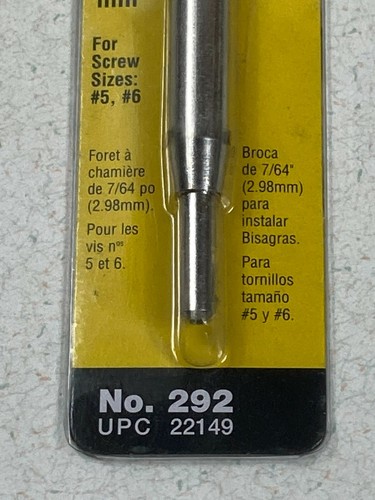 mm
For
Screw
Sizes:
#5, #6
Foret à
chamière
de 7/64 po
(2.98mm).
Pour les
vis nos
5 et 6.
Broca
de 7/64"
(2.98mm)
para
instalar
Bisagras.
Para
tornillos
tamaño
#5 y #6.
No. 292
UPC 22149